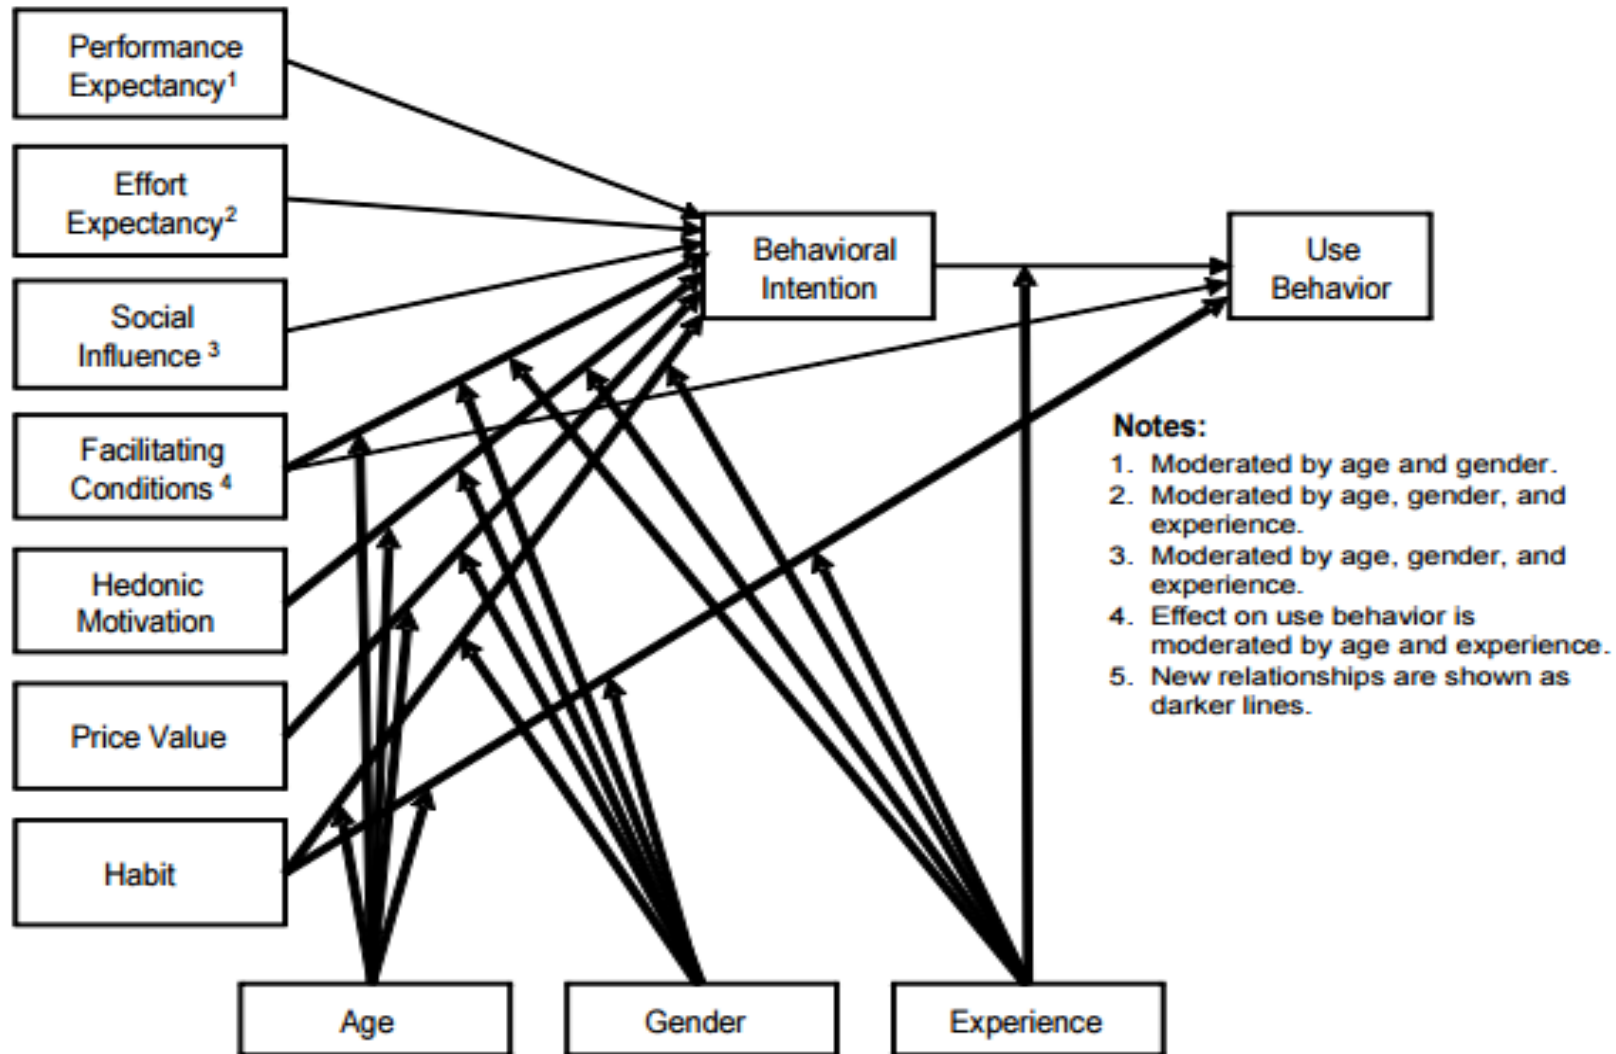 Performance
Expectancy1
Effort
Expectancy2
Social
Influence 3
Facilitating
Conditions 4
Hedonic
Motivation
Price Value
Habit
Behavioral
Intention
Use
Behavior
Notes:
1. Moderated by age and gender.
2. Moderated by age, gender, and
experience.
3. Moderated by age, gender, and
experience.
4. Effect on use behavior is
moderated by age and experience.
5. New relationships are shown as
darker lines.
Age
Gender
Experience